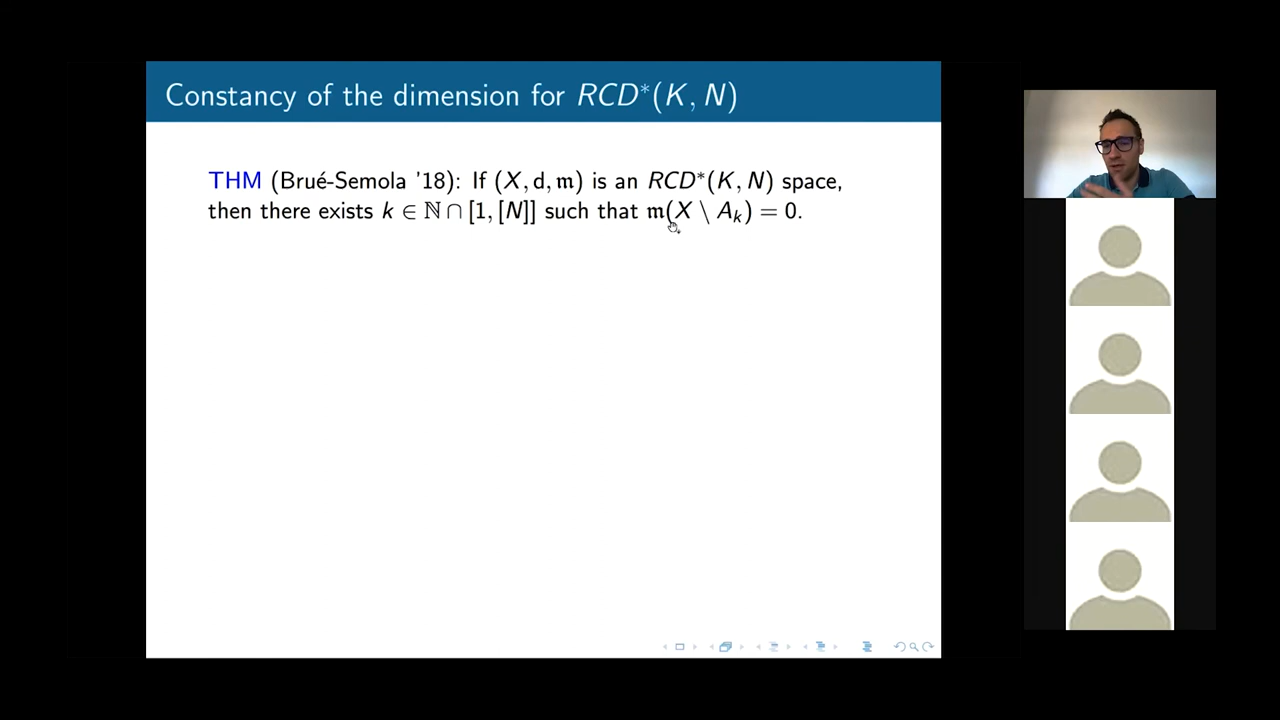 Constancy of the dimension for RCD*(K, N)
THM (Brué-Semola '18): If (X, d, 𝔪) is an RCD*(K, N) space,
then there exists k ∈ ℕ ∩ [1, [N]] such that 𝔪(X \ Aₖ) = 0.